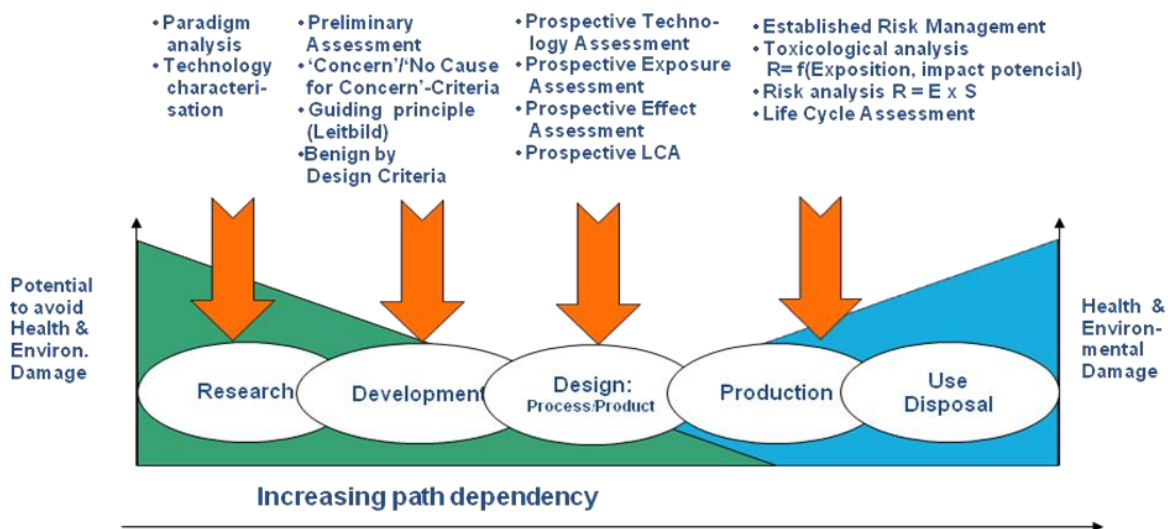 • Paradigm
analysis
• Technology
characteri-
sation
• Preliminary
Assessment
• ‘Concern’/‘No Cause
for Concern’-Criteria
• Guiding principle
(Leitbild)
• Benign by
Design Criteria
• Prospective Techno-
logy Assessment
• Prospective Exposure
Assessment
• Prospective Effect
Assessment
• Prospective LCA
• Established Risk Management
• Toxicological analysis
R= f(Exposition, impact potencial)
• Risk analysis R = E x S
• Life Cycle Assessment
Potential
to avoid
Health &
Environ.
Damage
Research
Development
Design:
Process/Product
Production
Use
Disposal
Health &
Environ-
mental
Damage
Increasing path dependency